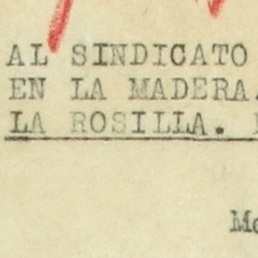 AL SINDICATO
EN LA MADERA.
LA ROSILLA.